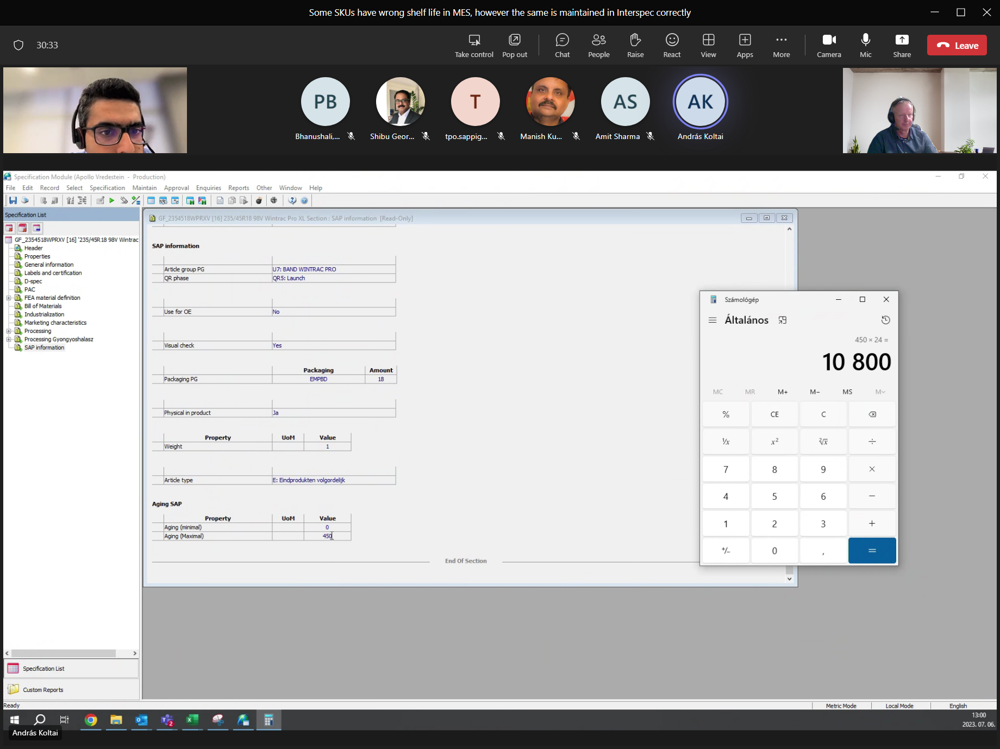 Some SKUs have wrong shelf life in MES, however the same is maintained in Interspec correctly
30:33
Take control
Pop out
Chat
People
Raise
React
View
Apps
More
Camera
Mic
Share
Leave
PB
T
AS
AK
Bhanushali,...
Shibu Geor...
tpo.sappig...
Manish Ku...
Amit Sharma
András Koltai
Specification Module (Apollo Vredestein - Production)
File Edit Record Select Specification Maintain Approval Enquiries Reports Other Window Help
Specification List
GF_2354518WPRXV [16] '235/45R18 98V Wintrac
Header
Properties
General information
Labels and certification
D-spec
PAC
FEA material definition
Bill of Materials
Industrialization
Marketing characteristics
Processing
Processing Gyongyoshalasz
SAP information
Specification List
Custom Reports
Ready
GF_2354518WPRXV [16] 235/45R18 98V Wintrac Pro XL Section : SAP information [Read-Only]
SAP information
Article group PG U7: BAND WINTRAC PRO
QR phase QR5: Launch
Use for OE No
Visual check Yes
Packaging Amount
Packaging PG EMPBD 18
Physical in product Ja
Property UoM Value
Weight 1
Article type E: Eindprodukten volgordelijk
Aging SAP
Property UoM Value
Aging (minimal) 0
Aging (Maximal) 450
End Of Section
Számológép
Általános
450 × 24 =
10 800
MC MR M+ M− MS M
% CE C
¹/x x² ²√x ÷
7 8 9 ×
4 5 6 −
1 2 3 +
+/− 0 , =
Metric Mode
Local Mode
English
2
13:00
2023. 07. 06.
András Koltai